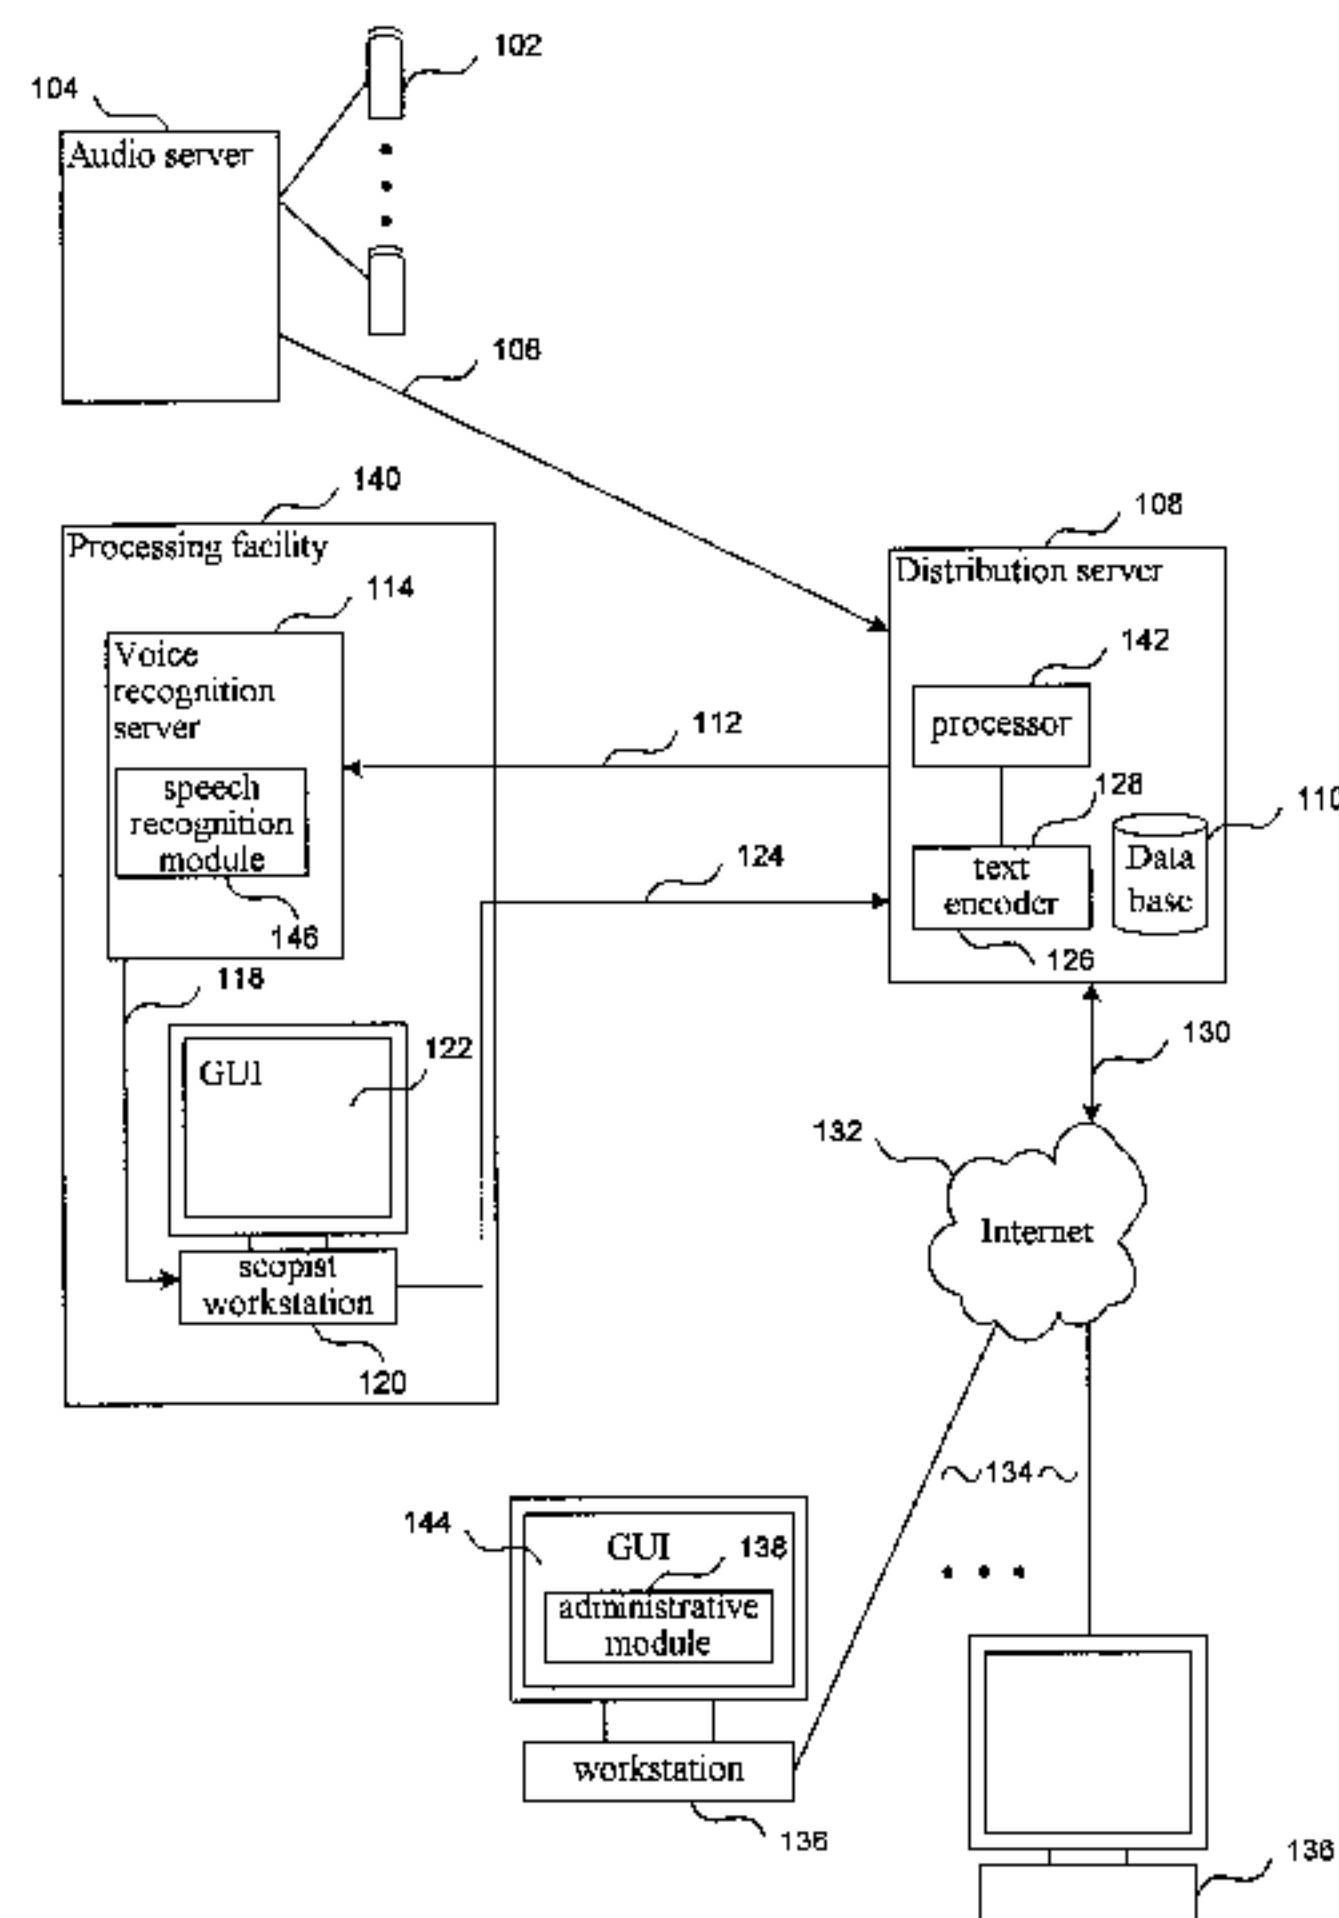 102
104
Audio server
106
140
Processing facility
108
Distribution server
114
Voice
recognition
server
142
processor
112
speech
recognition
module
128
110
text
encoder
Data
base
124
146
126
118
GUI
122
130
132
Internet
scopist
workstation
120
134
144
GUI
138
administrative
module
workstation
136
136